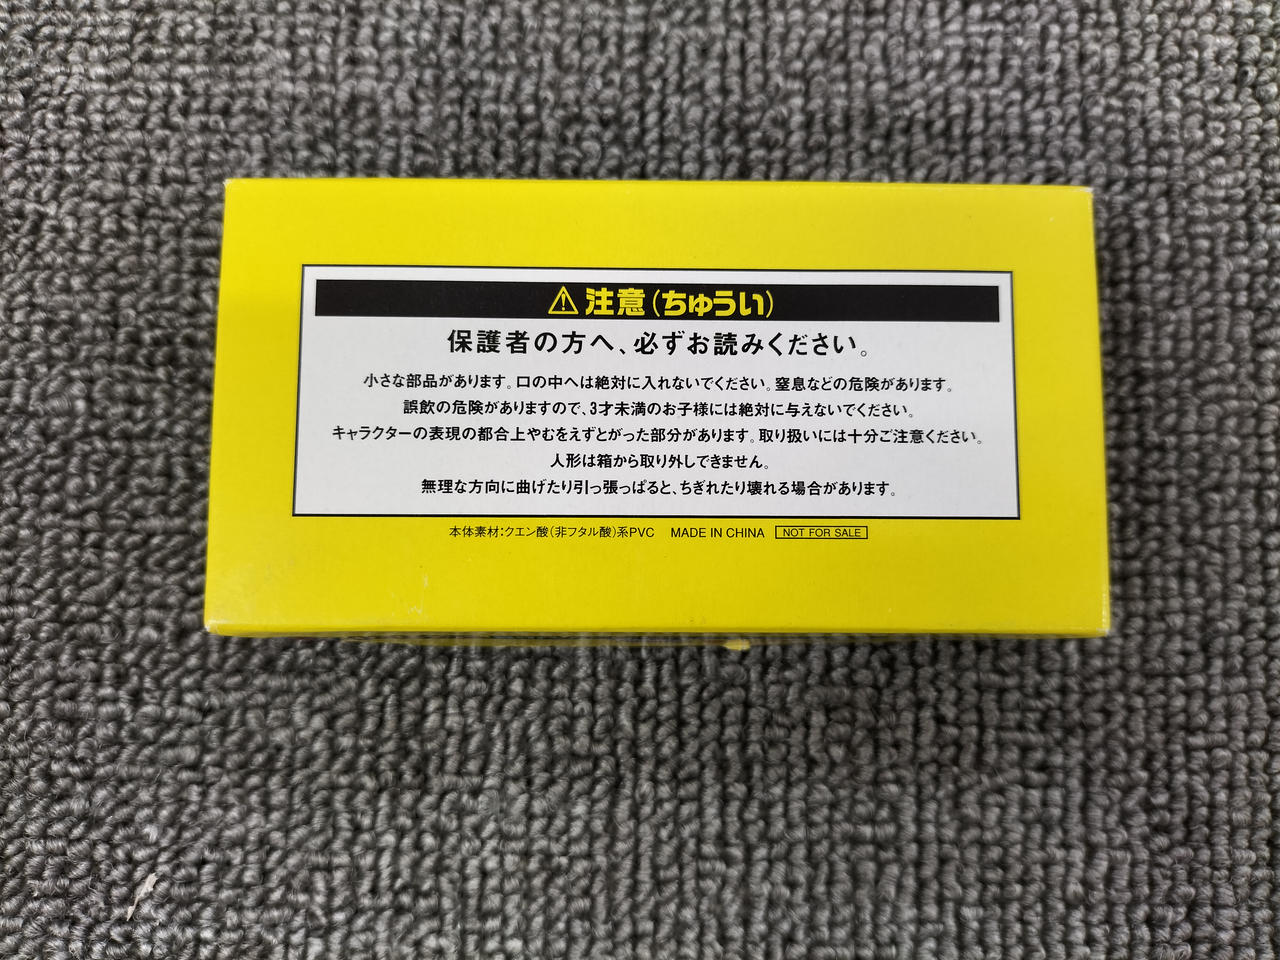 ⚠注意(ちゅうい)
保護者の方へ、必ずお読みください。
小さな部品があります。口の中へは絶対に入れないでください。窒息などの危険があります。
誤飲の危険がありますので、3才未満のお子様には絶対に与えないでください。
キャラクターの表現の都合上やむをえずとがった部分があります。取り扱いには十分ご注意ください。
人形は箱から取り外しできません。
無理な方向に曲げたり引っ張っぱると、ちぎれたり壊れる場合があります。
本体素材:クエン酸(非フタル酸)系PVC MADE IN CHINA NOT FOR SALE